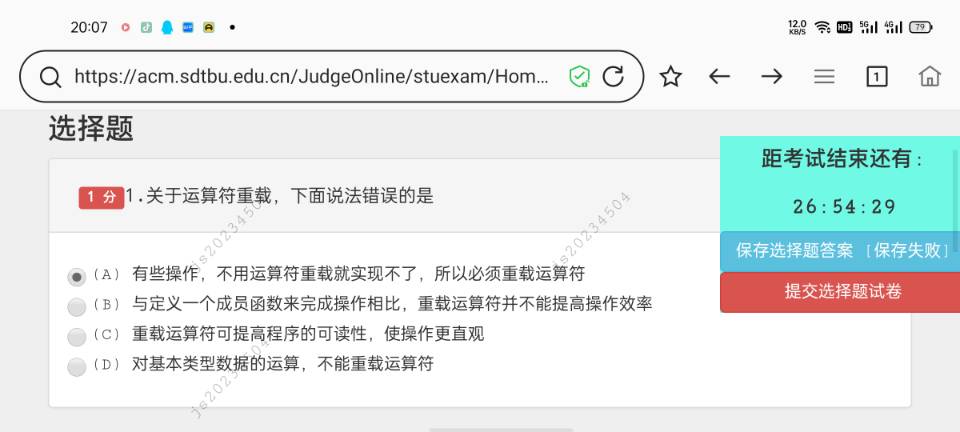 20:07
12.0 KB/S HD 5G 4G 79
https://acm.sdtbu.edu.cn/JudgeOnline/stuexam/Hom...
1
选择题
距考试结束还有:
26:54:29
保存选择题答案 [保存失败]
提交选择题试卷
1 分 1.关于运算符重载，下面说法错误的是
(A) 有些操作，不用运算符重载就实现不了，所以必须重载运算符
(B) 与定义一个成员函数来完成操作相比，重载运算符并不能提高操作效率
(C) 重载运算符可提高程序的可读性，使操作更直观
(D) 对基本类型数据的运算，不能重载运算符
js20234504
js20234504
js20234504